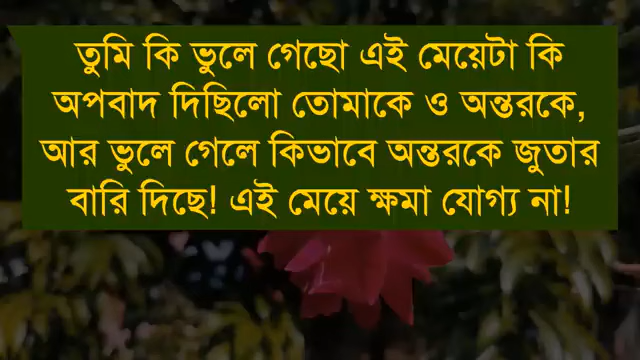 তুমি কি ভুলে গেছো এই মেয়েটা কি
অপবাদ দিছিলো তোমাকে ও অন্তরকে,
আর ভুলে গেলে কিভাবে অন্তরকে জুতার
বারি দিছে! এই মেয়ে ক্ষমা যোগ্য না!